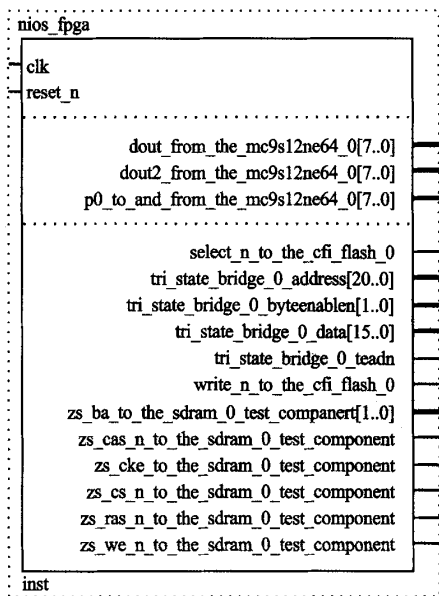 nios_fpga
clk
reset_n
dout_from_the_mc9s12ne64_0[7..0]
dout2_from_the_mc9s12ne64_0[7..0]
p0_to_and_from_the_mc9s12ne64_0[7..0]
select_n_to_the_cfi_flash_0
tri_state_bridge_0_address[20..0]
tri_state_bridge_0_byteenablen[1..0]
tri_state_bridge_0_data[15..0]
tri_state_bridge_0_teadn
write_n_to_the_cfi_flash_0
zs_ba_to_the_sdram_0_test_companert[1..0]
zs_cas_n_to_the_sdram_0_test_component
zs_cke_to_the_sdram_0_test_component
zs_cs_n_to_the_sdram_0_test_component
zs_ras_n_to_the_sdram_0_test_component
zs_we_n_to_the_sdram_0_test_component
inst